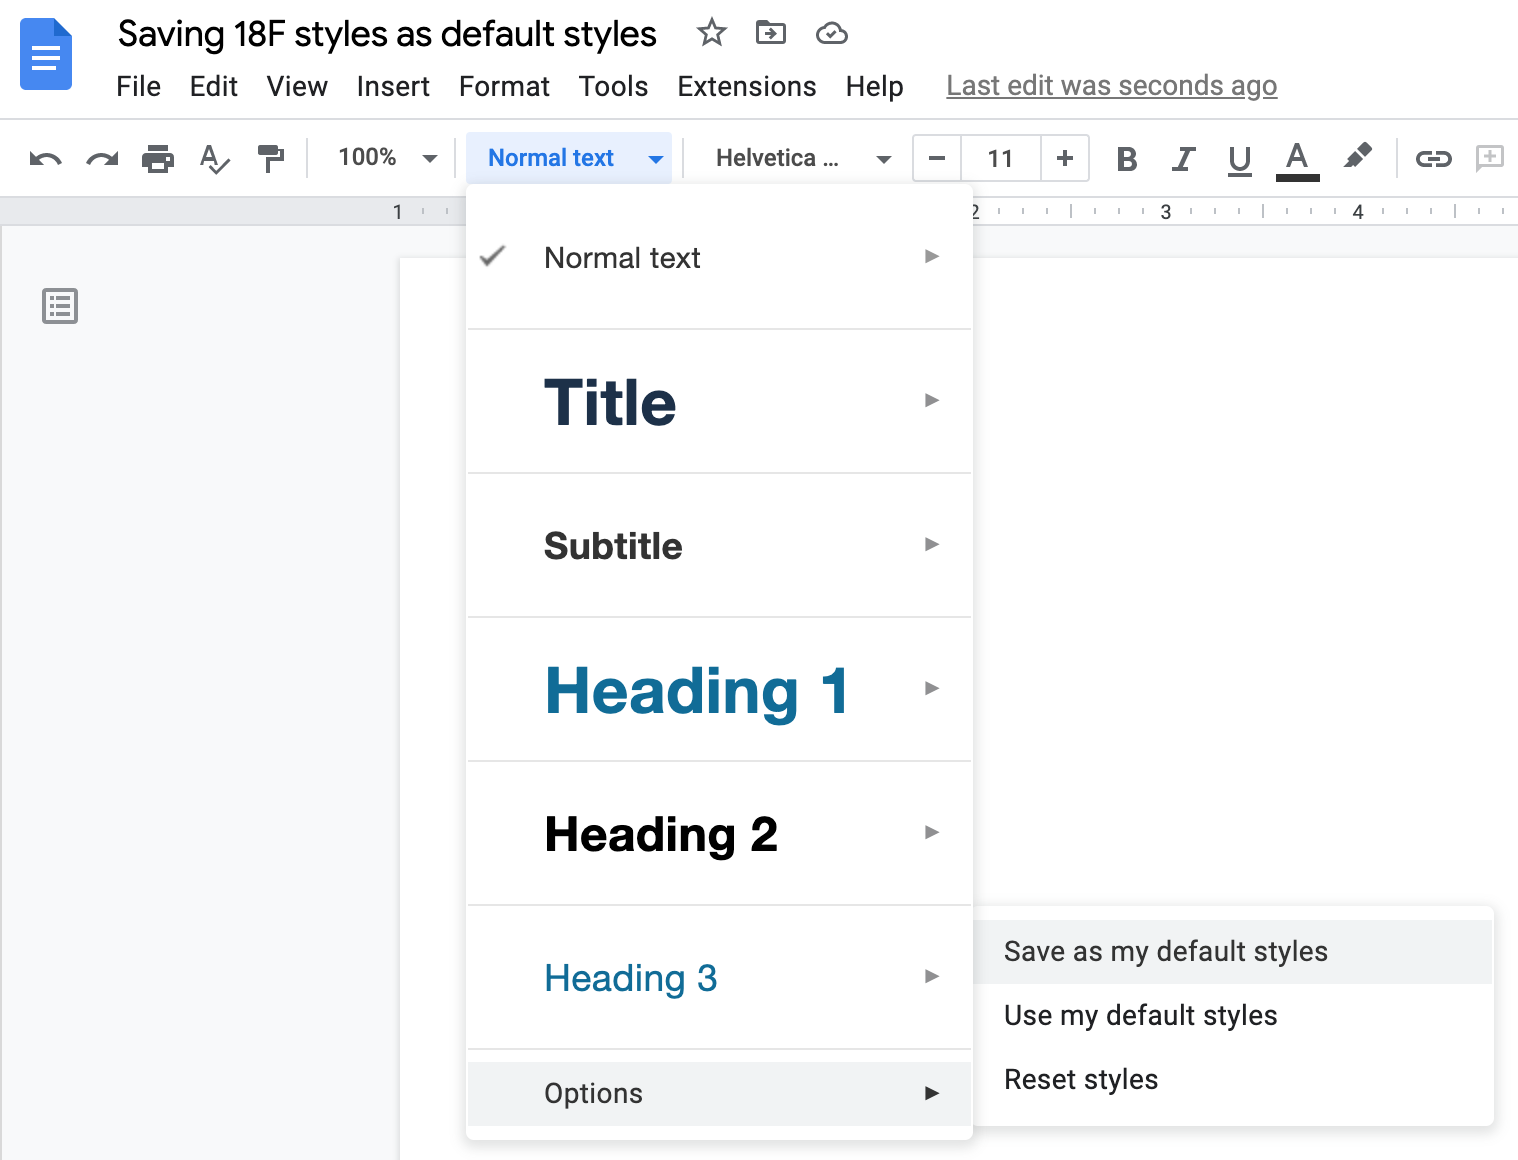 Saving 18F styles as default styles
File Edit View Insert Format Tools Extensions Help Last edit was seconds ago
100% Normal text Helvetica ... 11 B I U A
1 2 3 4
Normal text
Title
Subtitle
Heading 1
Heading 2
Heading 3
Save as my default styles
Use my default styles
Reset styles
Options